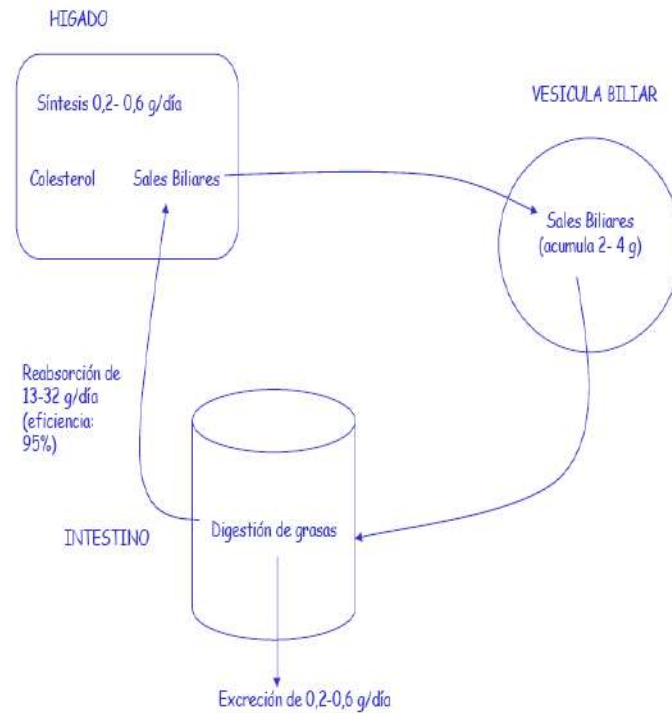 HIGADO
Síntesis 0,2- 0,6 g/día
Colesterol
Sales Biliares
VESICULA BILIAR
Sales Biliares
(acumula 2- 4 g)
Reabsorción de
13-32 g/día
(eficiencia:
95%)
INTESTINO
Digestión de grasas
Excreción de 0,2-0,6 g/día